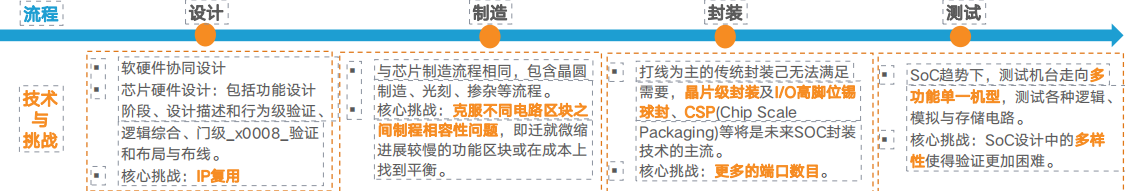 流程
设计
制造
封装
测试
技术
与
挑战
▪ 软硬件协同设计
▪ 芯片硬件设计：包括功能设计
阶段、设计描述和行为级验证、
逻辑综合、门级_x0008_验证
和布局与布线。
▪ 核心挑战：IP复用
▪ 与芯片制造流程相同，包含晶圆
制造、光刻、掺杂等流程。
▪ 核心挑战：克服不同电路区块之
间制程相容性问题，即迁就微缩
进展较慢的功能区块或在成本上
找到平衡。
▪ 打线为主的传统封装己无法满足
需要，晶片级封装及I/O高脚位锡
球封、CSP(Chip Scale
Packaging)等将是未来SOC封装
技术的主流。
▪ 核心挑战：更多的端口数目。
▪ SoC趋势下，测试机台走向多
功能单一机型，测试各种逻辑、
模拟与存储电路。
▪ 核心挑战：SoC设计中的多样
性使得验证更加困难。